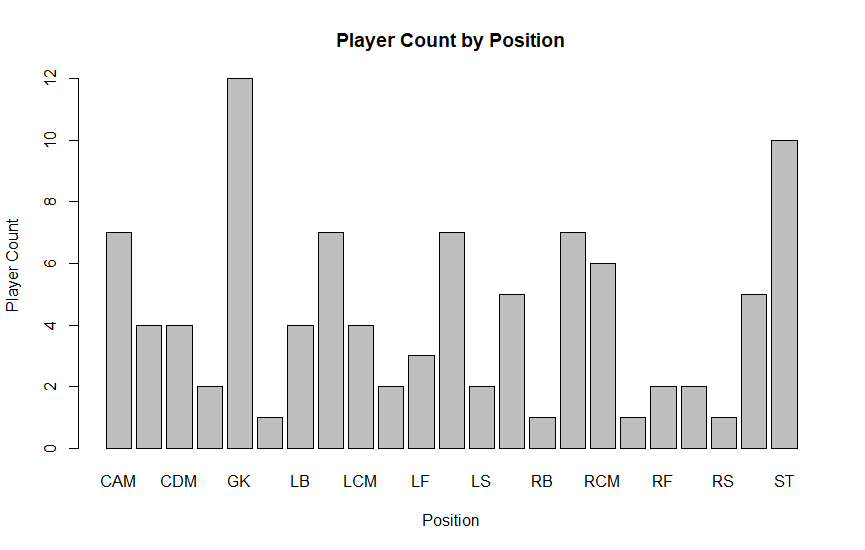 Player Count by Position
Player Count
12
10
8
6
4
2
0
CAM CDM GK LB LCM LF LS RB RCM RF RS ST
Position